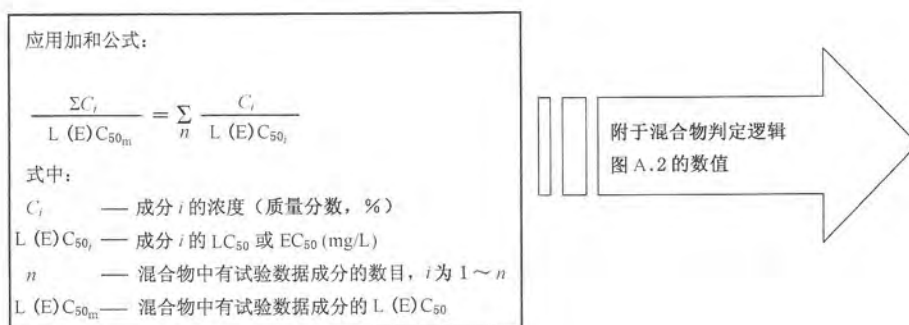 应用加和公式:
ΣCᵢ / L (E)C₅₀ₘ = Σₙ Cᵢ / L (E)C₅₀ᵢ
式中:
Cᵢ — 成分 i 的浓度 (质量分数, %)
L (E)C₅₀ᵢ — 成分 i 的 LC₅₀ 或 EC₅₀ (mg/L)
n — 混合物中有试验数据成分的数目, i 为 1～n
L (E)C₅₀ₘ — 混合物中有试验数据成分的 L (E)C₅₀
附于混合物判定逻辑
图 A.2 的数值